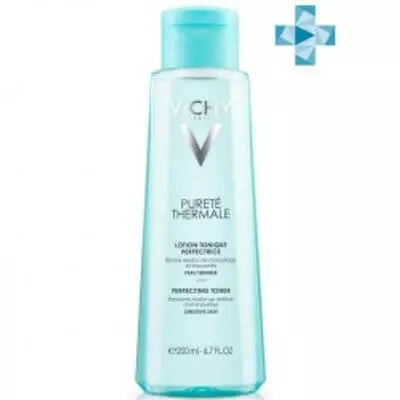 VICHY
PURETÉ
THERMALE
LOTION TONIQUE
PERFECTRICE
PEAU SENSIBLE
PERFECTING TONER
SENSITIVE SKIN
℮200 ml - 6.7 FL.OZ